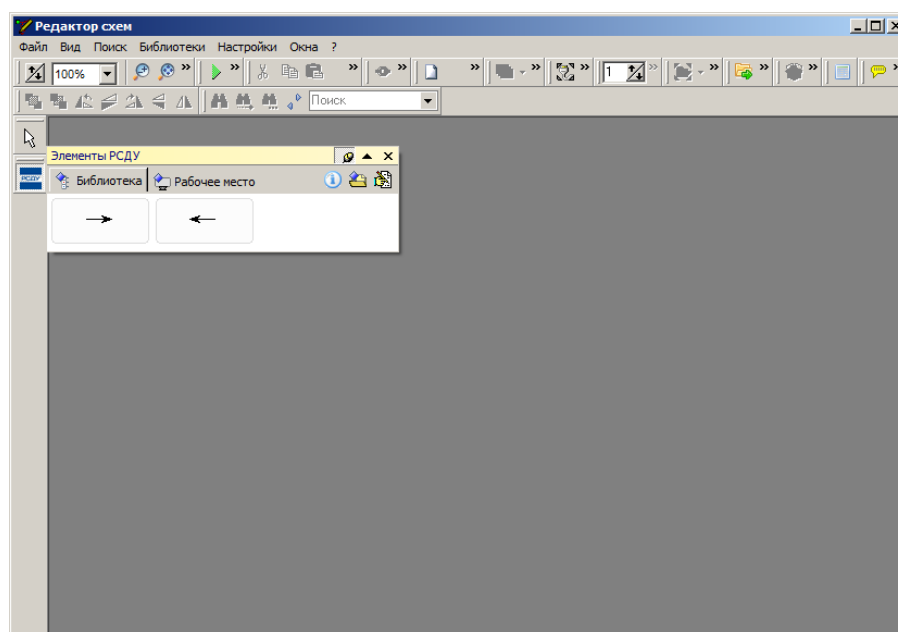 Редактор схем
Файл Вид Поиск Библиотеки Настройки Окна ?
100% 1
Поиск
Элементы РСДУ
РСДУ Библиотека Рабочее место